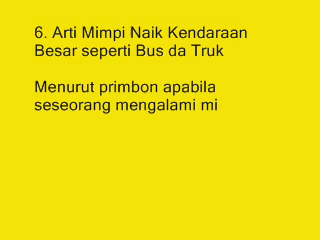 6. Arti Mimpi Naik Kendaraan
Besar seperti Bus da Truk
Menurut primbon apabila
seseorang mengalami mi